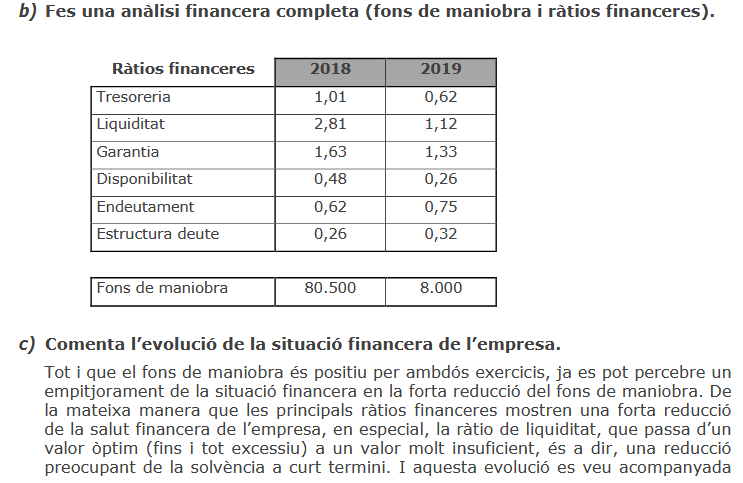 b) Fes una anàlisi financera completa (fons de maniobra i ràtios financeres).
Ràtios financeres 2018 2019
Tresoreria 1,01 0,62
Liquiditat 2,81 1,12
Garantia 1,63 1,33
Disponibilitat 0,48 0,26
Endeutament 0,62 0,75
Estructura deute 0,26 0,32
Fons de maniobra 80.500 8.000
c) Comenta l’evolució de la situació financera de l’empresa.
Tot i que el fons de maniobra és positiu per ambdós exercicis, ja es pot percebre un
empitjorament de la situació financera en la forta reducció del fons de maniobra. De
la mateixa manera que les principals ràtios financeres mostren una forta reducció
de la salut financera de l’empresa, en especial, la ràtio de liquiditat, que passa d’un
valor òptim (fins i tot excessiu) a un valor molt insuficient, és a dir, una reducció
preocupant de la solvència a curt termini. I aquesta evolució es veu acompanyada